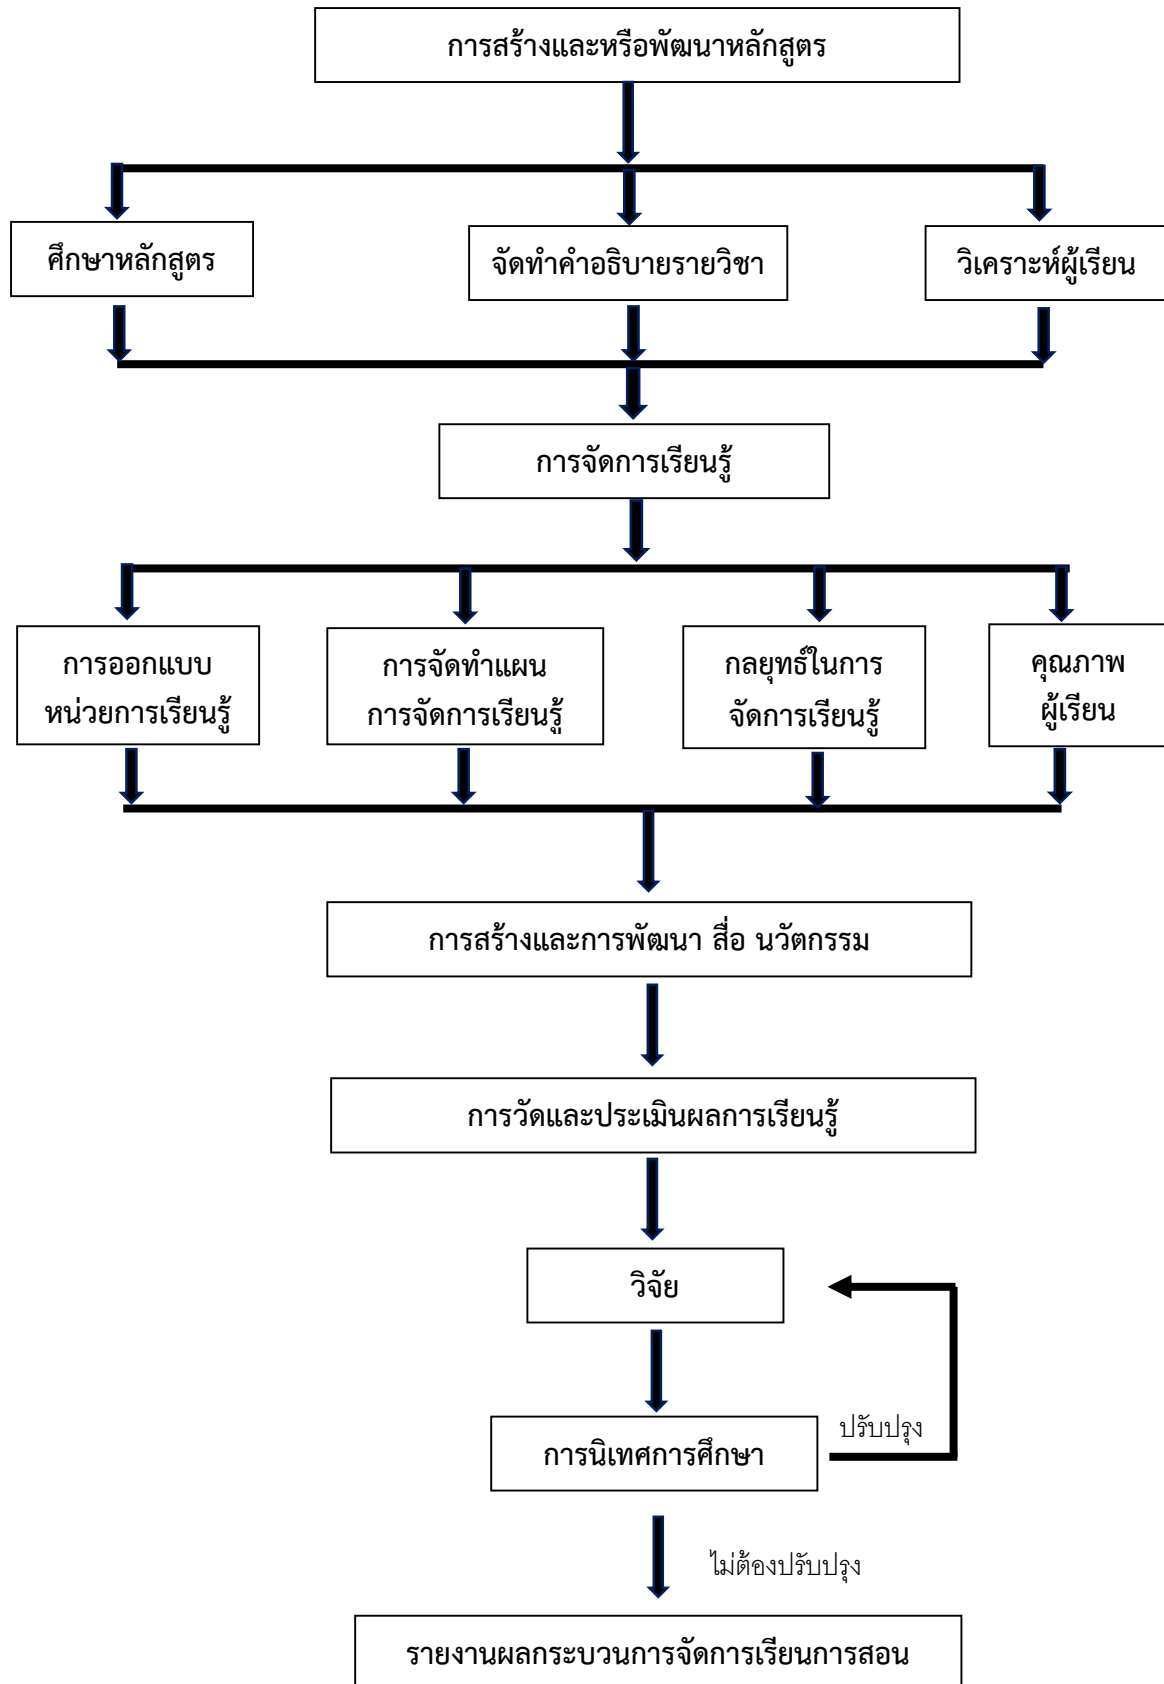 การสร้างและหรือพัฒนาหลักสูตร
ศึกษาหลักสูตร
จัดทำคำอธิบายรายวิชา
วิเคราะห์ผู้เรียน
การจัดการเรียนรู้
การออกแบบ
หน่วยการเรียนรู้
การจัดทำแผน
การจัดการเรียนรู้
กลยุทธ์ในการ
จัดการเรียนรู้
คุณภาพ
ผู้เรียน
การสร้างและการพัฒนา สื่อ นวัตกรรม
การวัดและประเมินผลการเรียนรู้
วิจัย
ปรับปรุง
การนิเทศการศึกษา
ไม่ต้องปรับปรุง
รายงานผลกระบวนการจัดการเรียนการสอน